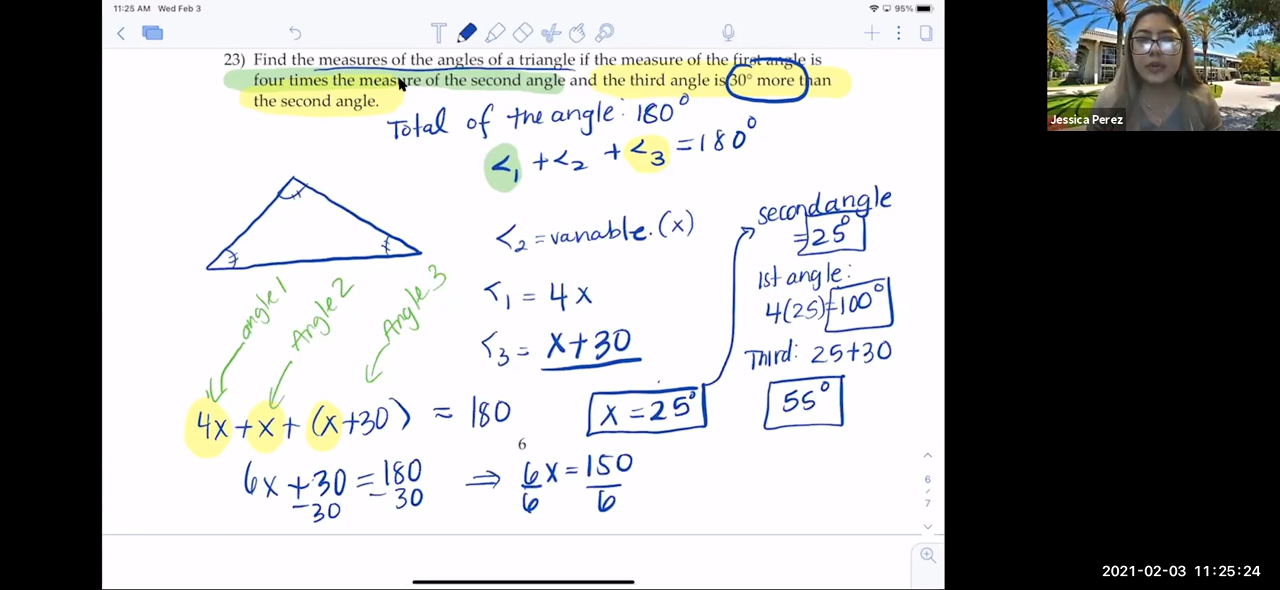 11:25 AM Wed Feb 3
95%
23) Find the measures of the angles of a triangle if the measure of the first angle is
four times the measure of the second angle and the third angle is 30° more than
the second angle.
Total of the angle: 180°
<1 + <2 + <3 = 180°
<2 = variable. (x)
<1 = 4x
<3 = x+30
angle 1
Angle 2
Angle 3
4x + x + (x+30) = 180
6x + 30 = 180
-30 -30
⇒ 6x = 150
6 6
x = 25°
second angle
= 25°
1st angle:
4(25)=100°
Third: 25+30
55°
6
6
/
7
Jessica Perez
2021-02-03 11:25:24